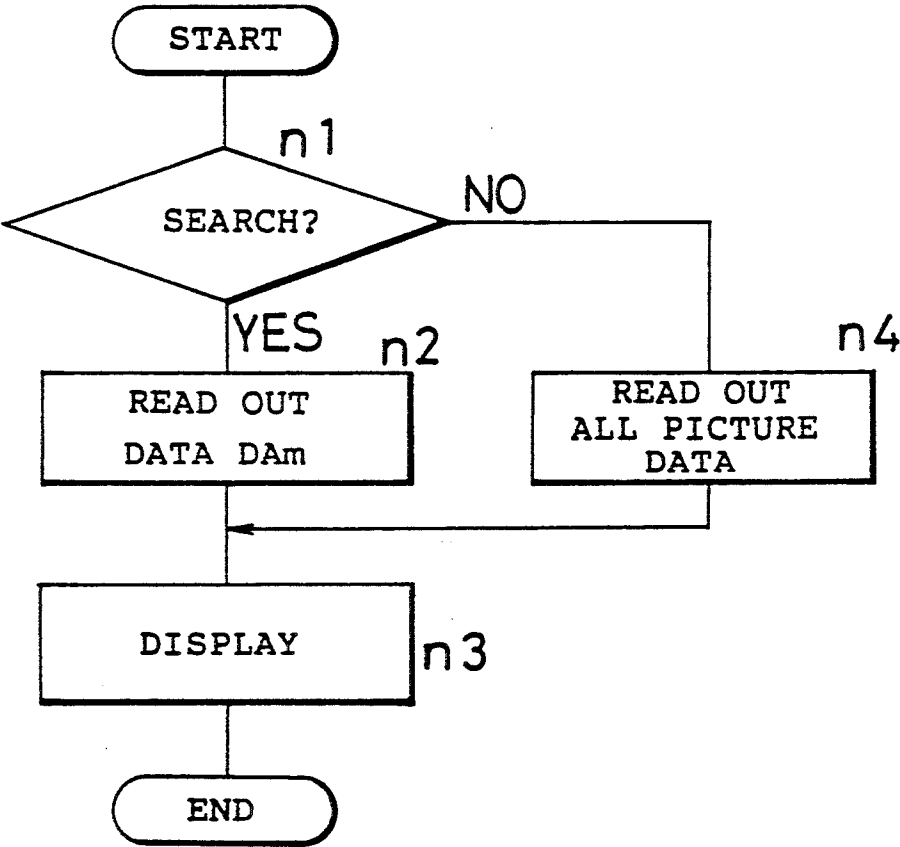 START
n1
SEARCH?
NO
YES
n2
READ OUT
DATA DAm
n4
READ OUT
ALL PICTURE
DATA
DISPLAY
n3
END